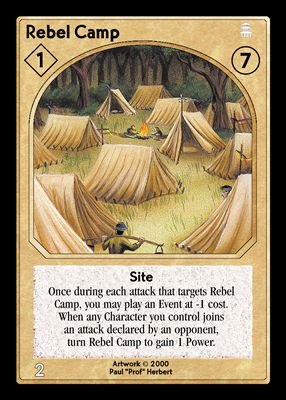 Rebel Camp
1
7
Site
Once during each attack that targets Rebel
Camp, you may play an Event at -1 cost.
When any Character you control joins
an attack declared by an opponent,
turn Rebel Camp to gain 1 Power.
2
Artwork © 2000
Paul "Prof" Herbert